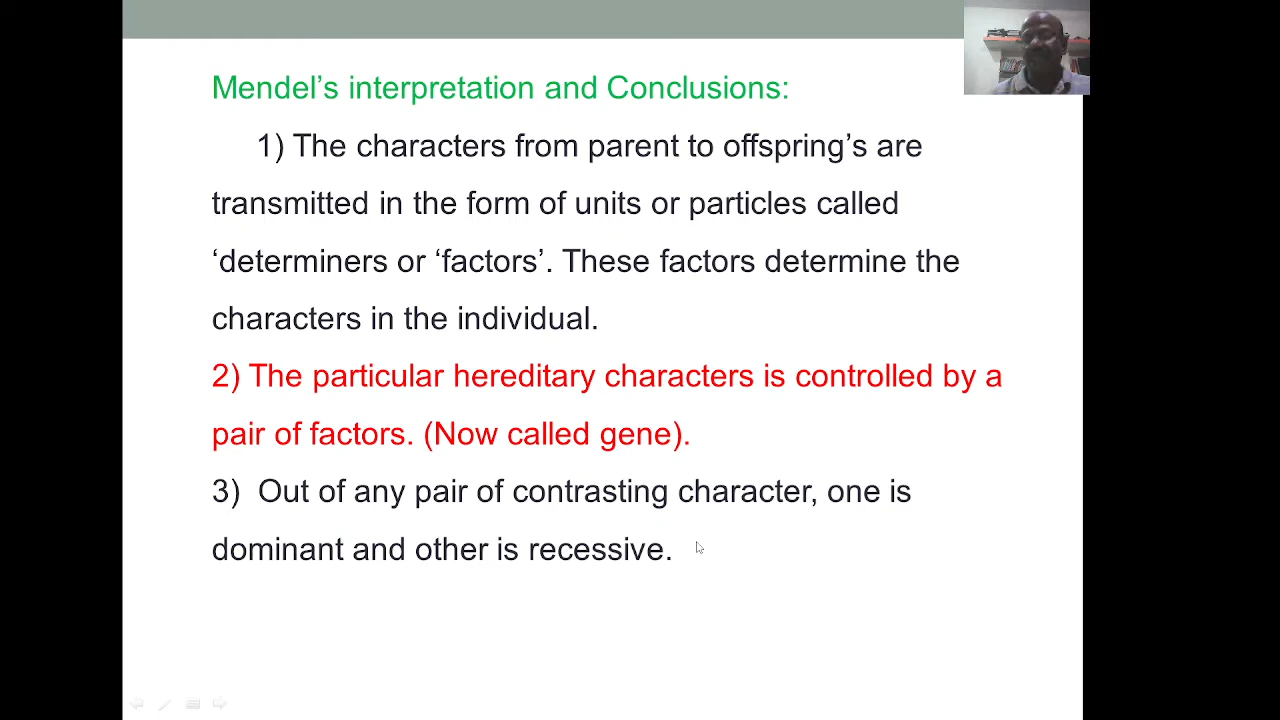 Mendel’s interpretation and Conclusions:
1) The characters from parent to offspring’s are
transmitted in the form of units or particles called
‘determiners or ‘factors’. These factors determine the
characters in the individual.
2) The particular hereditary characters is controlled by a
pair of factors. (Now called gene).
3)  Out of any pair of contrasting character, one is
dominant and other is recessive.